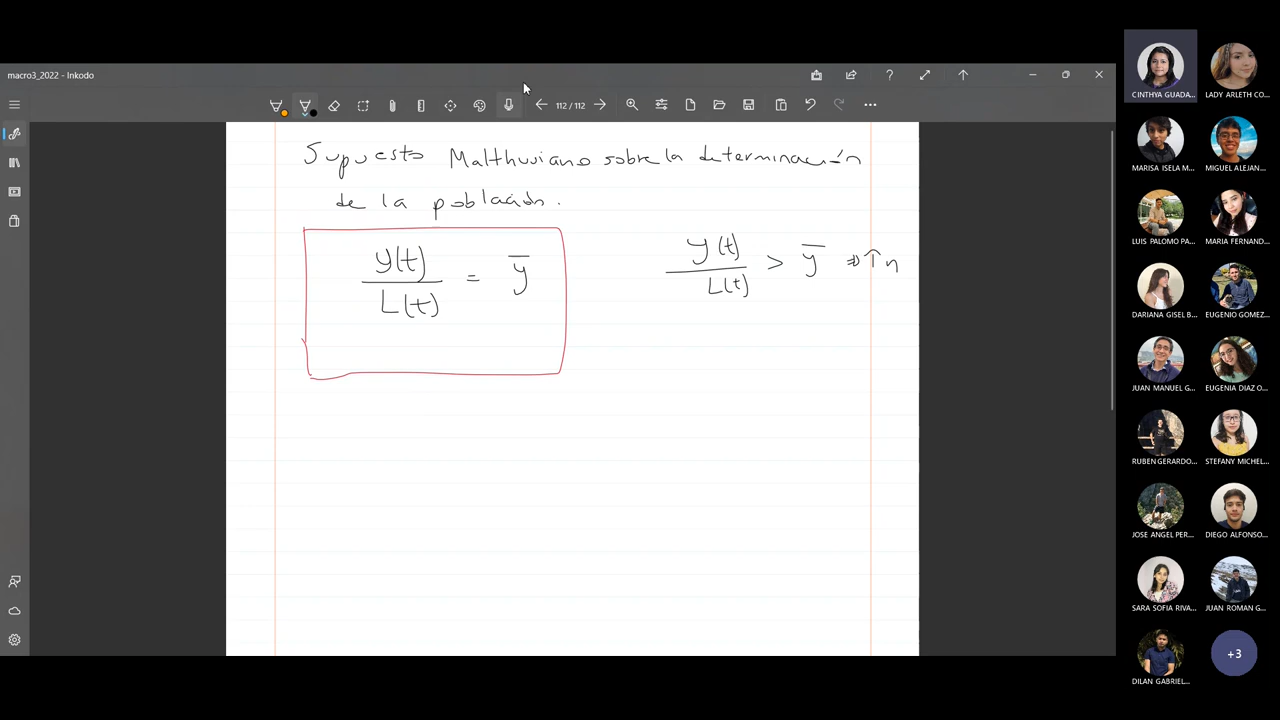 macro3_2022 - Inkodo
112 / 112
Supuesto Malthusiano sobre la determinación
de la población.
y(t) / L(t) = ȳ
y(t) / L(t) > ȳ ⇒ ↑ n
CINTHYA GUADA...
LADY ARLETH CO...
MARISA ISELA M...
MIGUEL ALEJAN...
LUIS PALOMO PA...
MARIA FERNAND...
DARIANA GISEL B...
EUGENIO GOMEZ...
JUAN MANUEL G...
EUGENIA DIAZ O...
RUBEN GERARDO...
STEFANY MICHEL...
JOSE ANGEL PER...
DIEGO ALFONSO...
SARA SOFIA RIVA...
JUAN ROMAN G...
DILAN GABRIEL...
+3